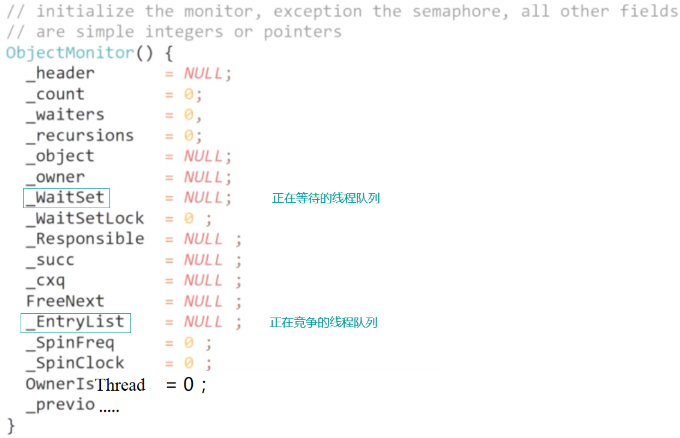 // initialize the monitor, exception the semaphore, all other fields
// are simple integers or pointers
ObjectMonitor() {
_header = NULL;
_count = 0;
_waiters = 0,
_recursions = 0;
_object = NULL;
_owner = NULL;
_WaitSet = NULL; 正在等待的线程队列
_WaitSetLock = 0 ;
_Responsible = NULL ;
_succ = NULL ;
_cxq = NULL ;
FreeNext = NULL ;
_EntryList = NULL ; 正在竞争的线程队列
_SpinFreq = 0 ;
_SpinClock = 0 ;
OwnerIsThread = 0 ;
_previo .....
}